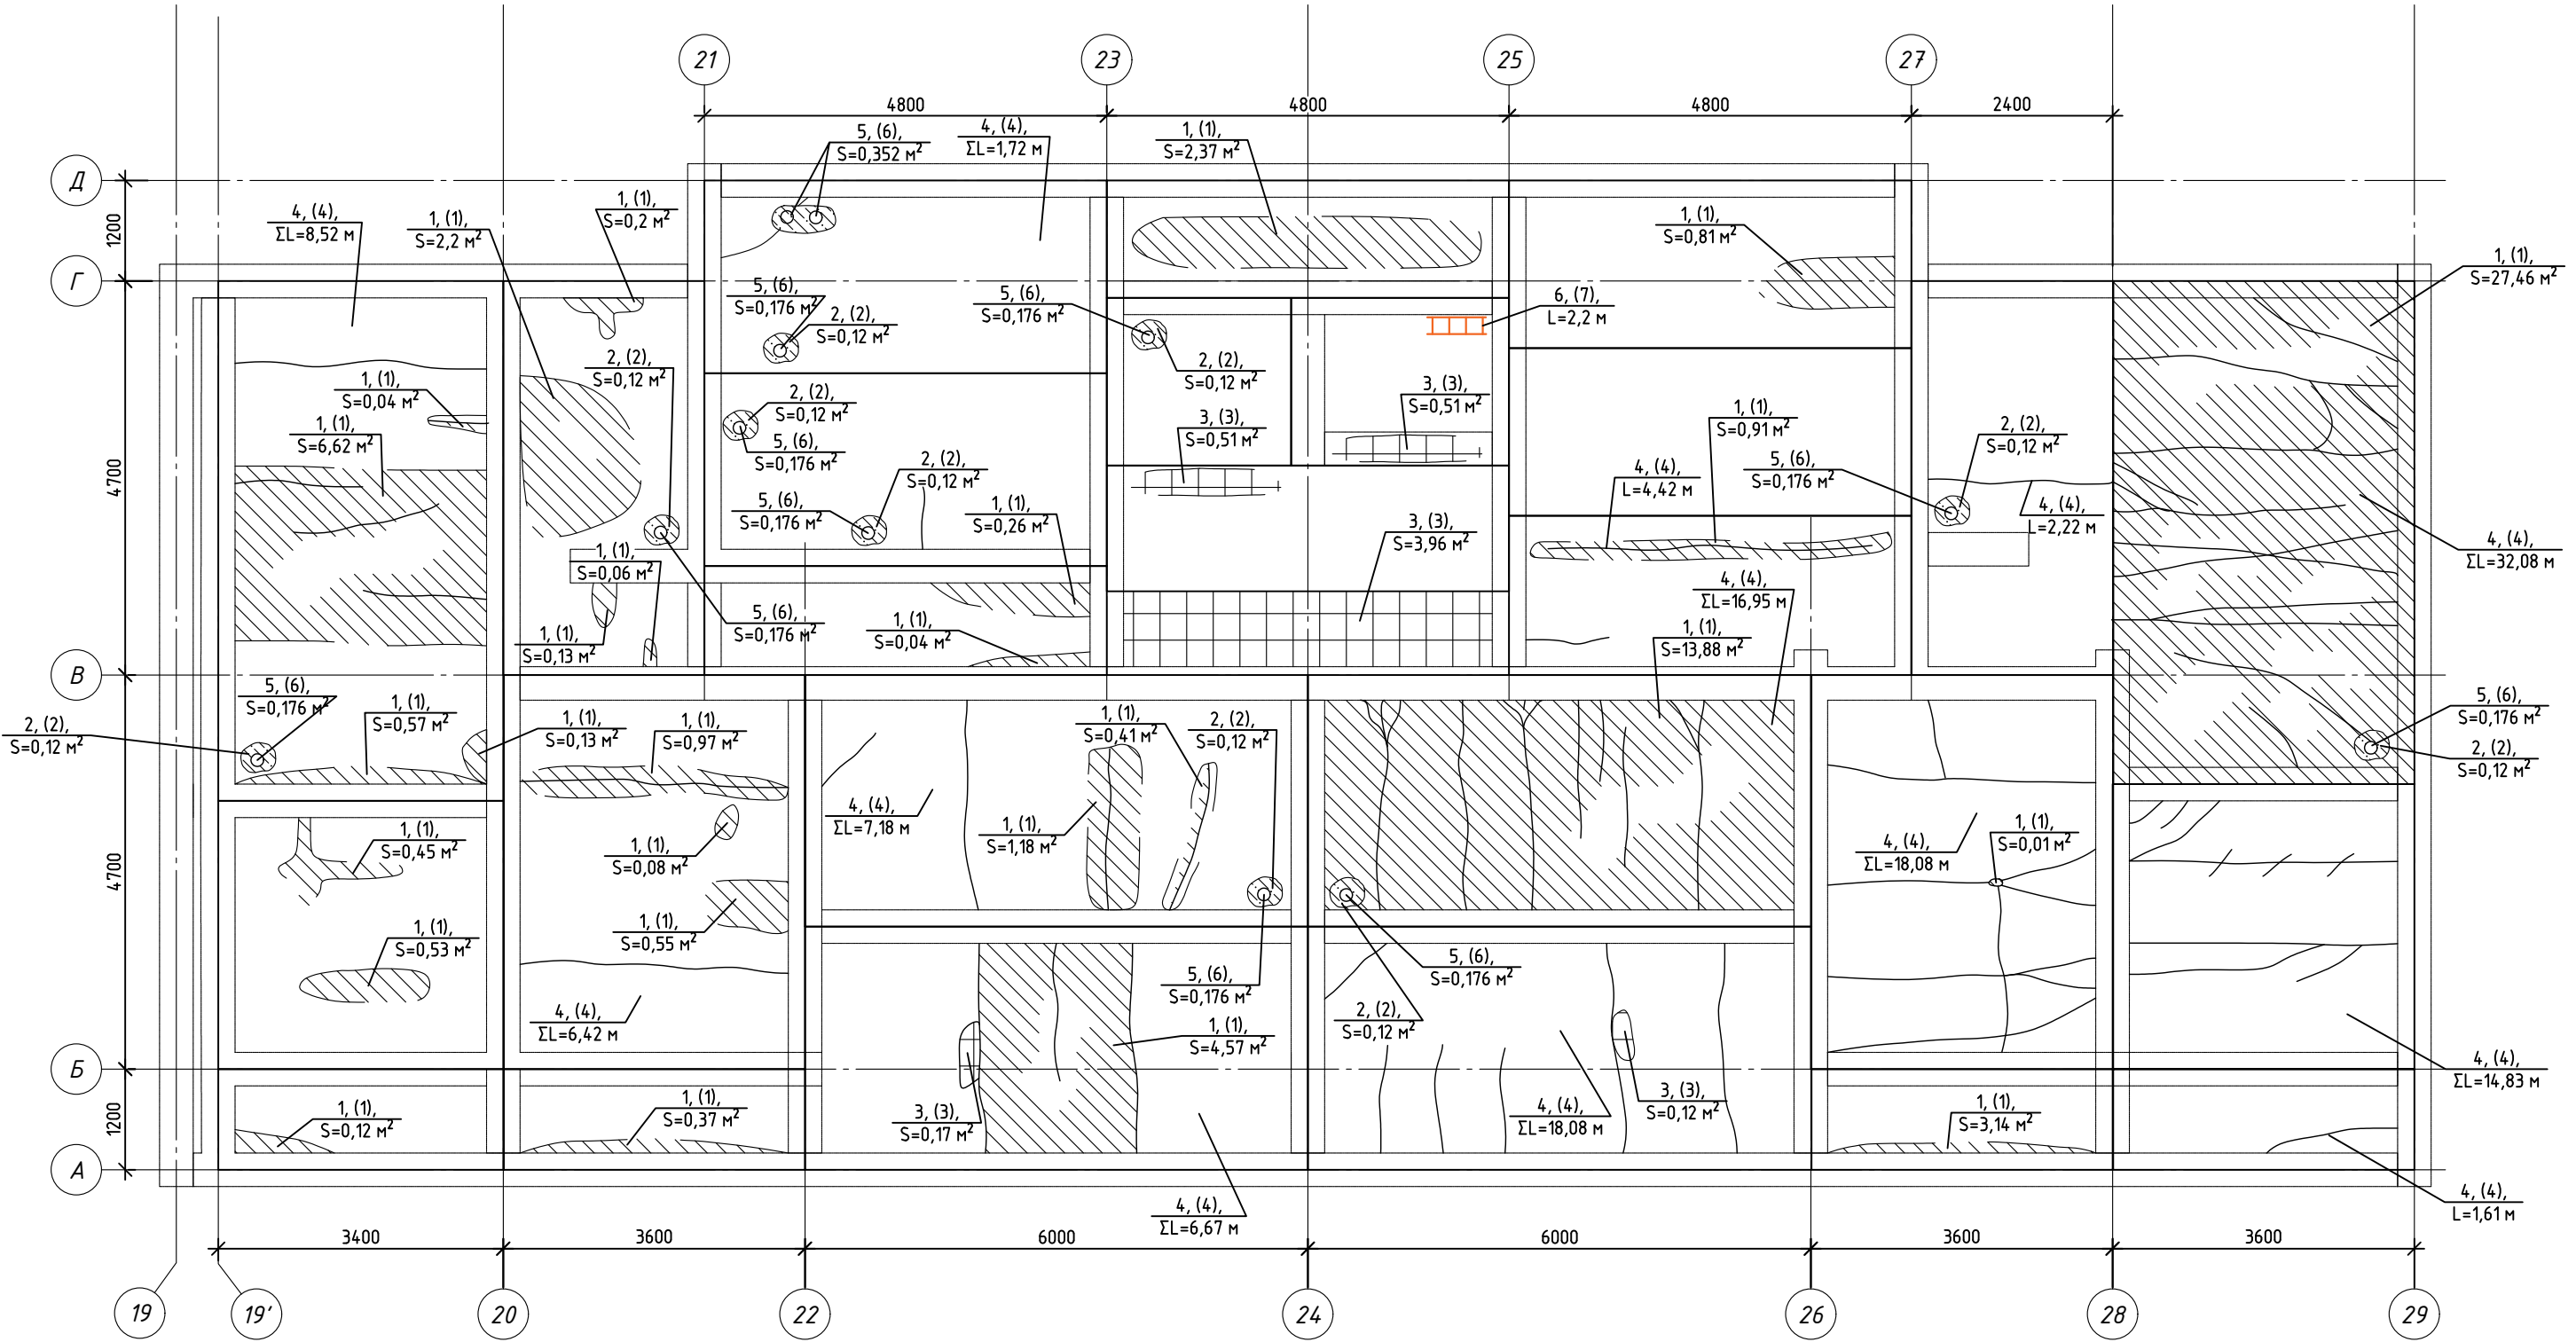 21
23
25
27
4800
4800
4800
2400
5, (6),
S=0,352 м²
4, (4),
ΣL=1,72 м
1, (1),
S=2,37 м²
Д
1200
4, (4),
ΣL=8,52 м
1, (1),
S=2,2 м²
1, (1),
S=0,2 м²
1, (1),
S=0,81 м²
1, (1),
S=27,46 м²
Г
5, (6),
S=0,176 м²
2, (2),
S=0,12 м²
5, (6),
S=0,176 м²
6, (7),
L=2,2 м
2, (2),
S=0,12 м²
2, (2),
S=0,12 м²
1, (1),
S=0,04 м²
1, (1),
S=6,62 м²
2, (2),
S=0,12 м²
5, (6),
S=0,176 м²
3, (3),
S=0,51 м²
3, (3),
S=0,51 м²
1, (1),
S=0,91 м²
2, (2),
S=0,12 м²
4700
2, (2),
S=0,12 м²
5, (6),
S=0,176 м²
1, (1),
S=0,26 м²
4, (4),
L=4,42 м
5, (6),
S=0,176 м²
4, (4),
L=2,22 м
3, (3),
S=3,96 м²
4, (4),
ΣL=32,08 м
1, (1),
S=0,06 м²
4, (4),
ΣL=16,95 м
5, (6),
S=0,176 м²
1, (1),
S=0,04 м²
1, (1),
S=13,88 м²
1, (1),
S=0,13 м²
В
5, (6),
S=0,176 м²
1, (1),
S=0,57 м²
2, (2),
S=0,12 м²
1, (1),
S=0,13 м²
1, (1),
S=0,97 м²
1, (1),
S=0,41 м²
2, (2),
S=0,12 м²
5, (6),
S=0,176 м²
2, (2),
S=0,12 м²
4, (4),
ΣL=7,18 м
1, (1),
S=1,18 м²
1, (1),
S=0,45 м²
1, (1),
S=0,08 м²
4, (4),
ΣL=18,08 м
1, (1),
S=0,01 м²
4700
1, (1),
S=0,53 м²
1, (1),
S=0,55 м²
5, (6),
S=0,176 м²
5, (6),
S=0,176 м²
4, (4),
ΣL=6,42 м
1, (1),
S=4,57 м²
2, (2),
S=0,12 м²
Б
4, (4),
ΣL=14,83 м
1200
1, (1),
S=0,12 м²
1, (1),
S=0,37 м²
3, (3),
S=0,17 м²
4, (4),
ΣL=18,08 м
3, (3),
S=0,12 м²
1, (1),
S=3,14 м²
А
4, (4),
ΣL=6,67 м
4, (4),
L=1,61 м
3400
3600
6000
6000
3600
3600
19
19'
20
22
24
26
28
29